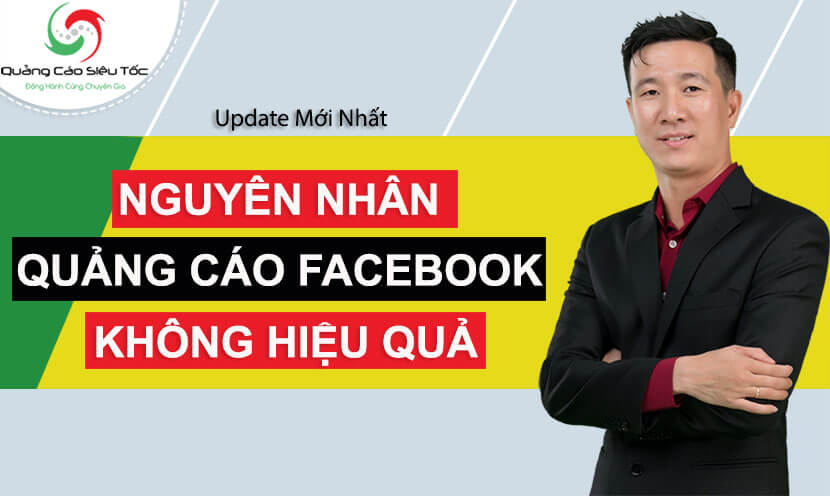 Quảng Cáo Siêu Tốc
Đồng Hành Cùng Chuyên Gia
Update Mới Nhất
NGUYÊN NHÂN
QUẢNG CÁO FACEBOOK
KHÔNG HIỆU QUẢ